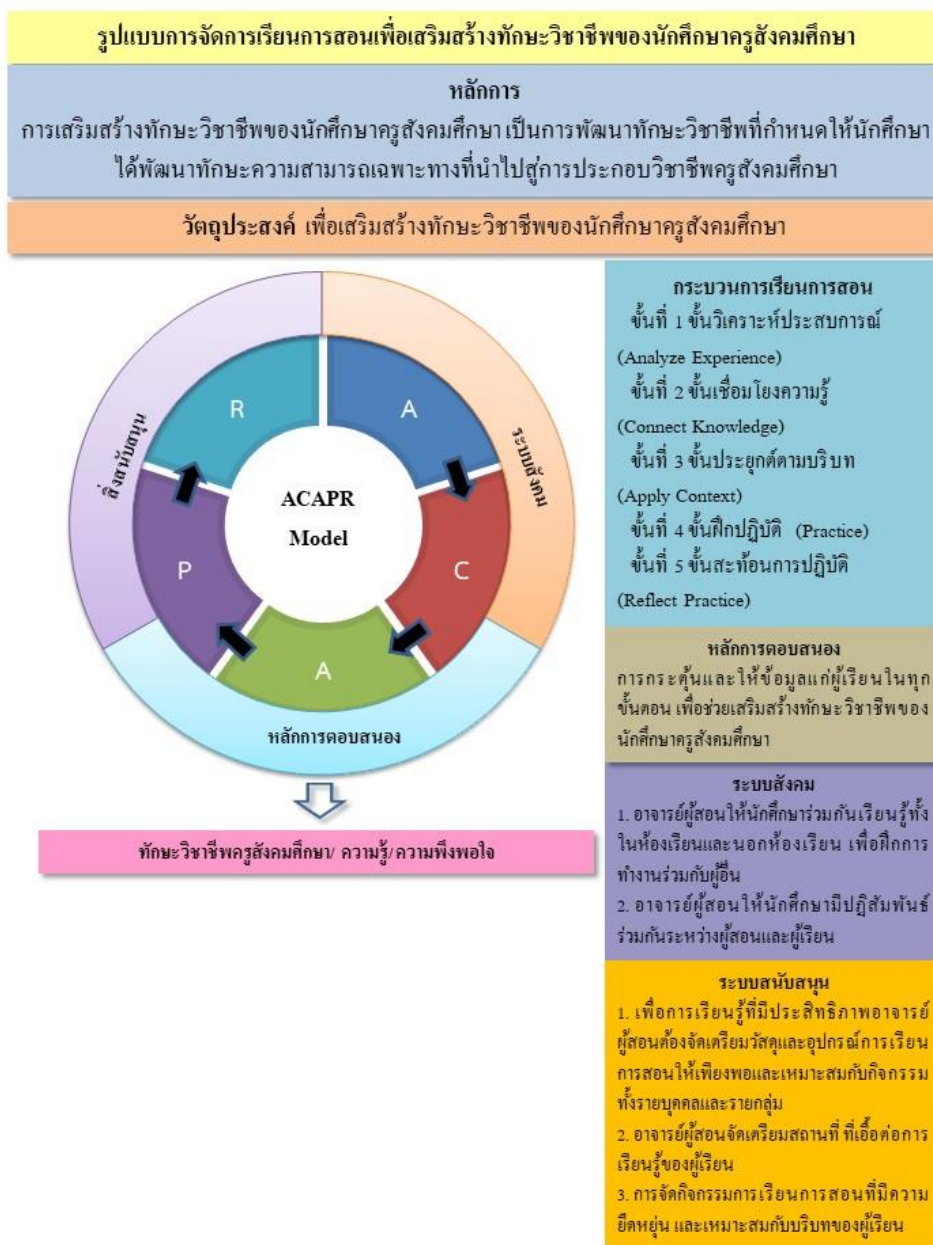 รูปแบบการจัดการเรียนการสอนเพื่อเสริมสร้างทักษะวิชาชีพของนักศึกษาครูสังคมศึกษา
หลักการ
การเสริมสร้างทักษะวิชาชีพของนักศึกษาครูสังคมศึกษา เป็นการพัฒนาทักษะวิชาชีพที่กำหนดให้นักศึกษา
ได้พัฒนาทักษะความสามารถเฉพาะทางที่นำไปสู่การประกอบวิชาชีพครูสังคมศึกษา
วัตถุประสงค์ เพื่อเสริมสร้างทักษะวิชาชีพของนักศึกษาครูสังคมศึกษา
สิ่งสนับสนุน
ระบบสังคม
R
A
ACAPR
Model
P
C
A
หลักการตอบสนอง
ทักษะวิชาชีพครูสังคมศึกษา/ ความรู้/ความพึงพอใจ
กระบวนการเรียนการสอน
ขั้นที่ 1 ขั้นวิเคราะห์ประสบการณ์
(Analyze Experience)
ขั้นที่ 2 ขั้นเชื่อมโยงความรู้
(Connect Knowledge)
ขั้นที่ 3 ขั้นประยุกต์ตามบริบท
(Apply Context)
ขั้นที่ 4 ขั้นฝึกปฏิบัติ (Practice)
ขั้นที่ 5 ขั้นสะท้อนการปฏิบัติ
(Reflect Practice)
หลักการตอบสนอง
การกระตุ้นและให้ข้อมูลแก่ผู้เรียนในทุก
ขั้นตอน เพื่อช่วยเสริมสร้างทักษะวิชาชีพของ
นักศึกษาครูสังคมศึกษา
ระบบสังคม
1. อาจารย์ผู้สอนให้นักศึกษาร่วมกันเรียนรู้ทั้ง
ในห้องเรียนและนอกห้องเรียน เพื่อฝึกการ
ทำงานร่วมกับผู้อื่น
2. อาจารย์ผู้สอนให้นักศึกษามีปฏิสัมพันธ์
ร่วมกันระหว่างผู้สอนและผู้เรียน
ระบบสนับสนุน
1. เพื่อการเรียนรู้ที่มีประสิทธิภาพอาจารย์
ผู้สอนต้องจัดเตรียมวัสดุและอุปกรณ์การเรียน
การสอนให้เพียงพอและเหมาะสมกับกิจกรรม
ทั้งรายบุคคลและรายกลุ่ม
2. อาจารย์ผู้สอนจัดเตรียมสถานที่ ที่เอื้อต่อการ
เรียนรู้ของผู้เรียน
3. การจัดกิจกรรมการเรียนการสอนที่มีความ
ยืดหยุ่น และเหมาะสมกับบริบทของผู้เรียน